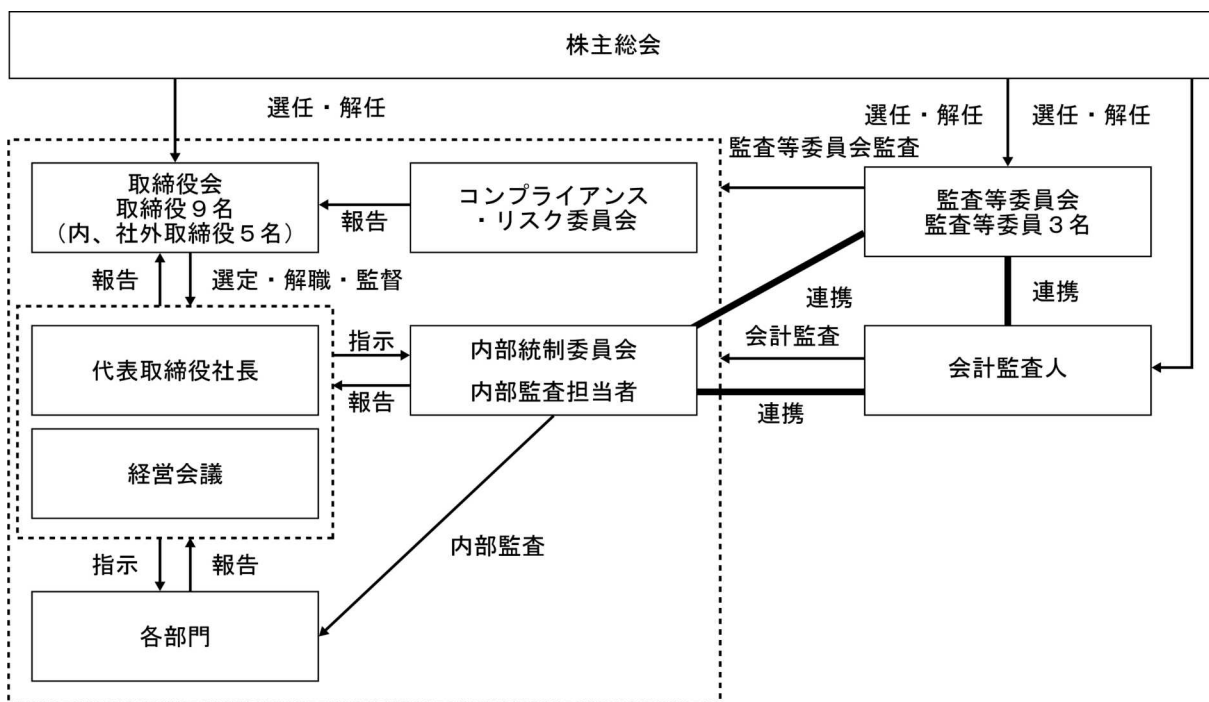 株主総会
選任・解任
選任・解任
選任・解任
監査等委員会監査
取締役会
取締役９名
（内、社外取締役５名）
報告
コンプライアンス
・リスク委員会
監査等委員会
監査等委員３名
報告
選定・解職・監督
連携
連携
代表取締役社長
指示
報告
内部統制委員会
内部監査担当者
会計監査
連携
会計監査人
経営会議
指示
報告
内部監査
各部門